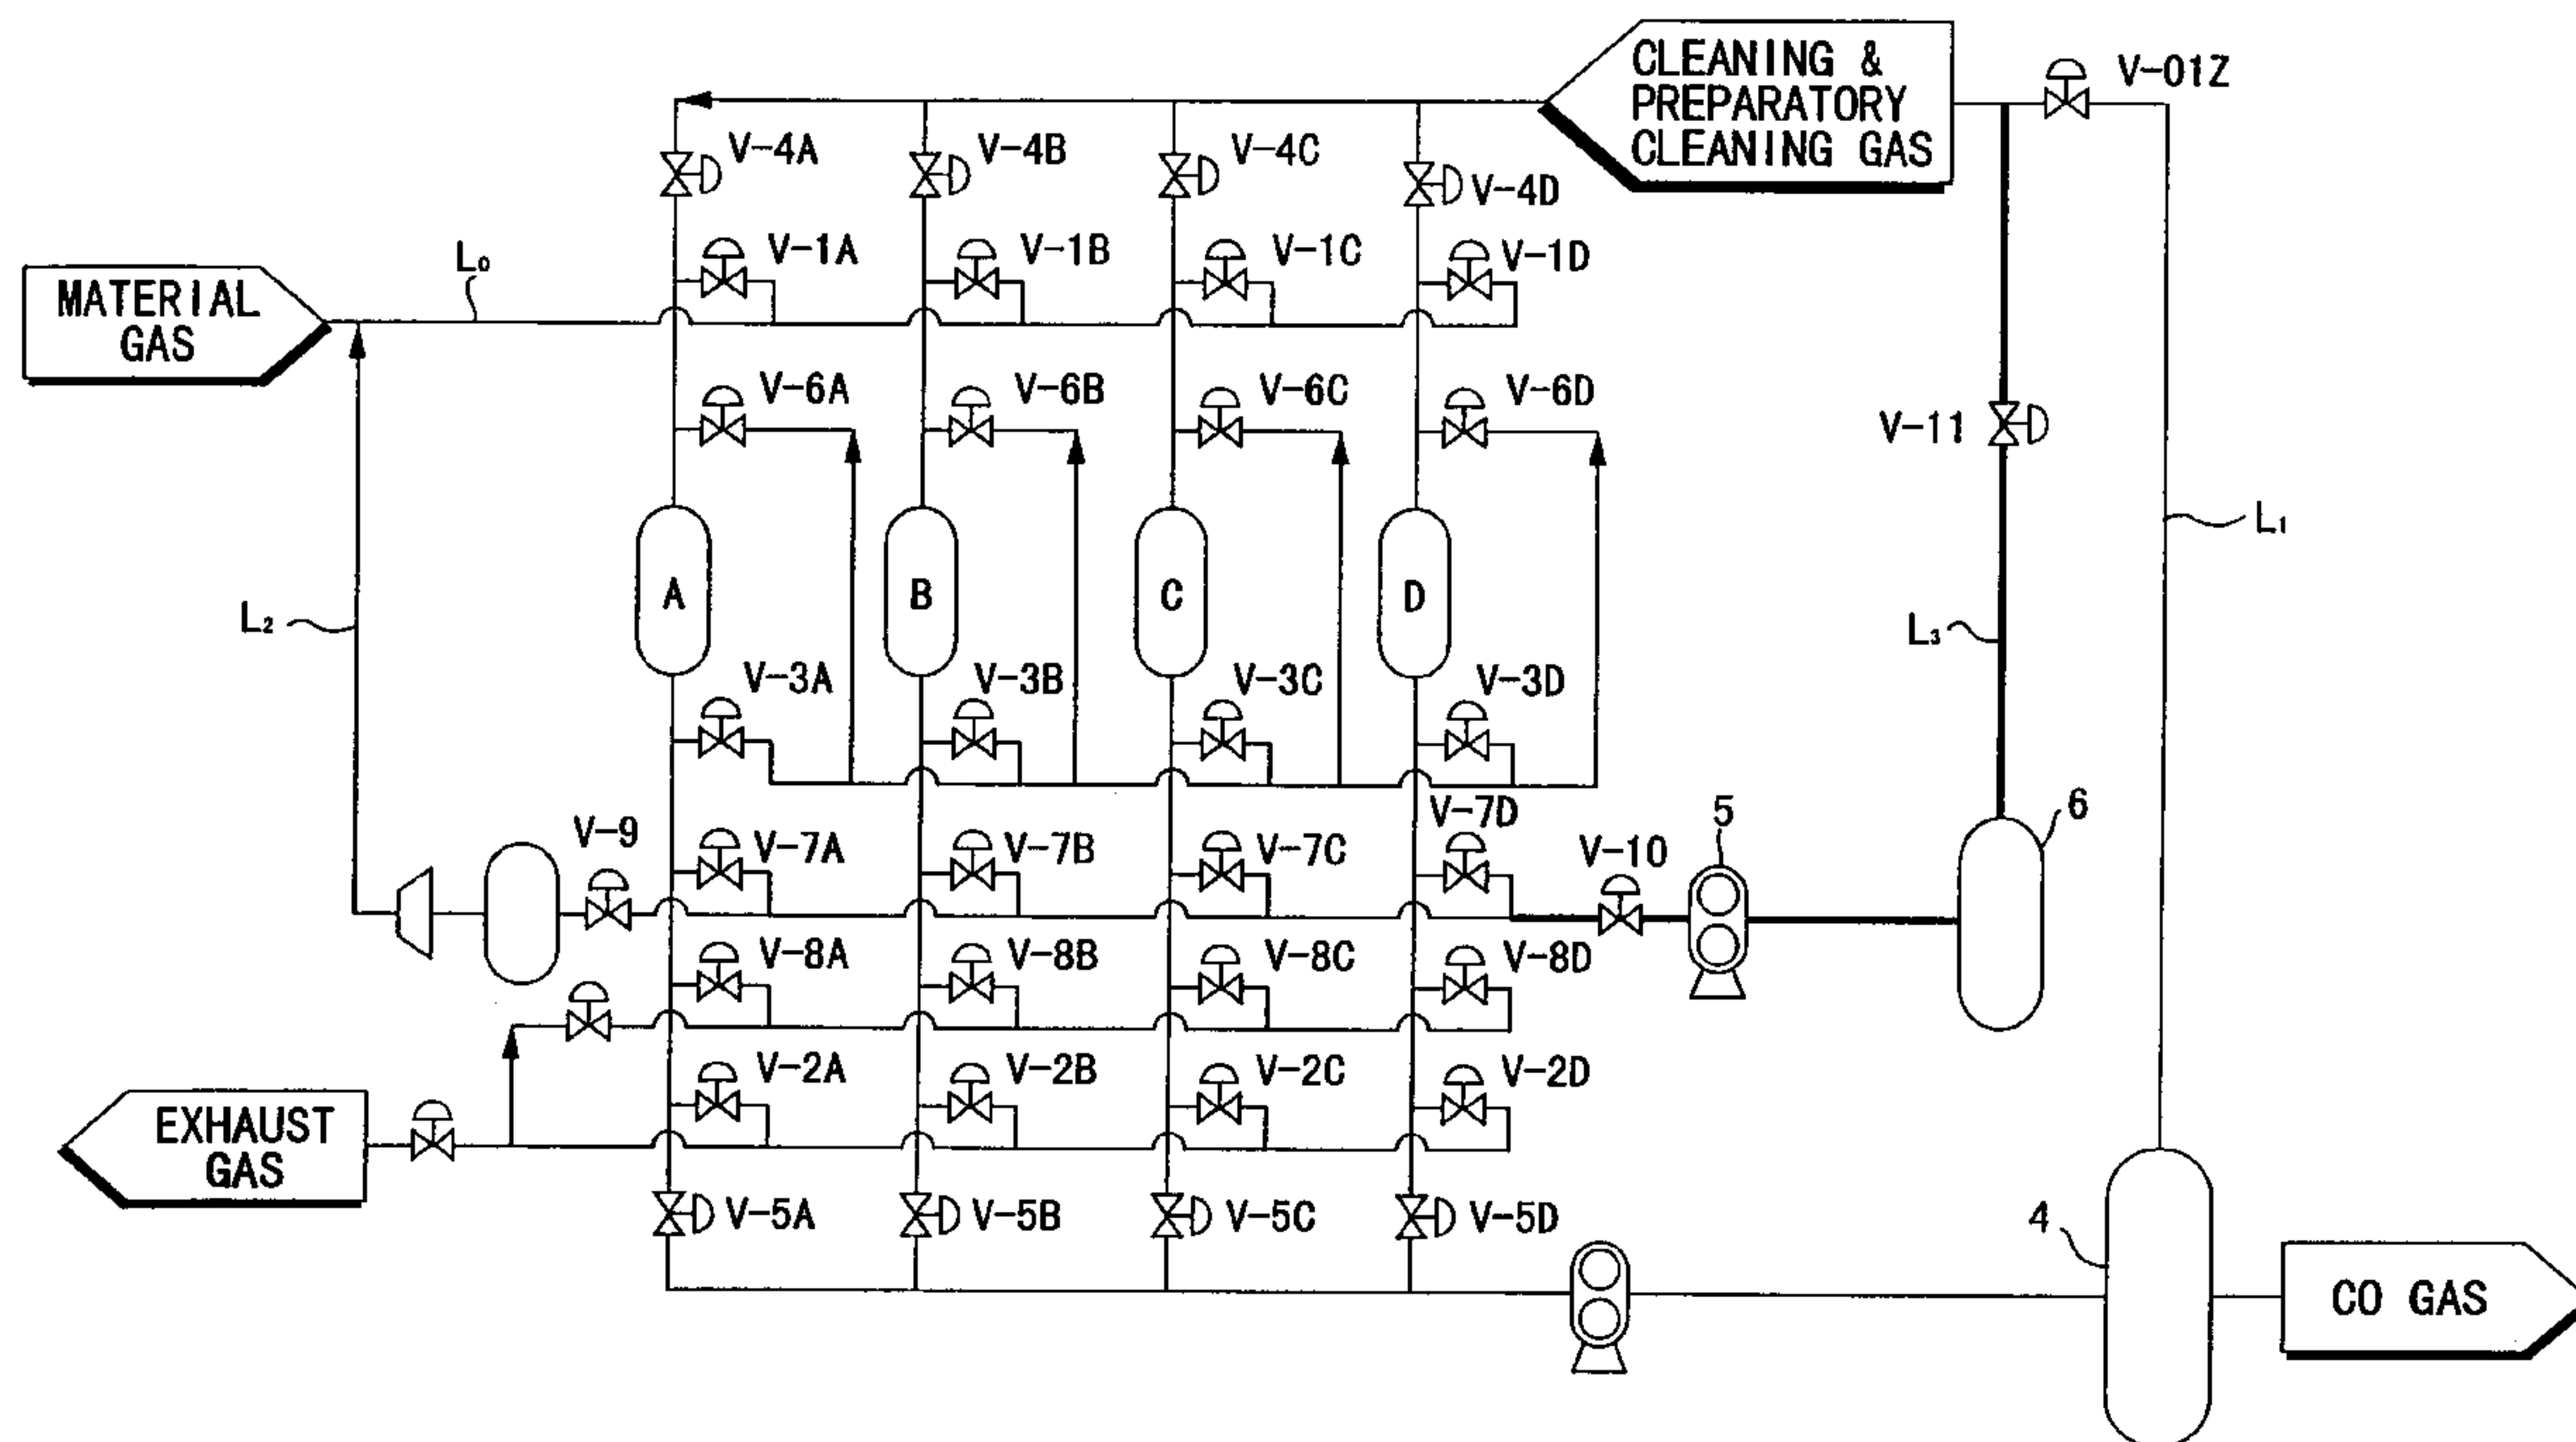 CLEANING &
PREPARATORY
CLEANING GAS
V-01Z
V-4A
V-4B
V-4C
V-4D
V-1A
V-1B
V-1C
V-1D
L0
MATERIAL
GAS
V-6A
V-6B
V-6C
V-6D
V-11
L1
A
B
C
D
L2
L3
V-3A
V-3B
V-3C
V-3D
V-9
V-7A
V-7B
V-7C
V-7D
V-10
5
6
V-8A
V-8B
V-8C
V-8D
V-2A
V-2B
V-2C
V-2D
EXHAUST
GAS
V-5A
V-5B
V-5C
V-5D
4
CO GAS